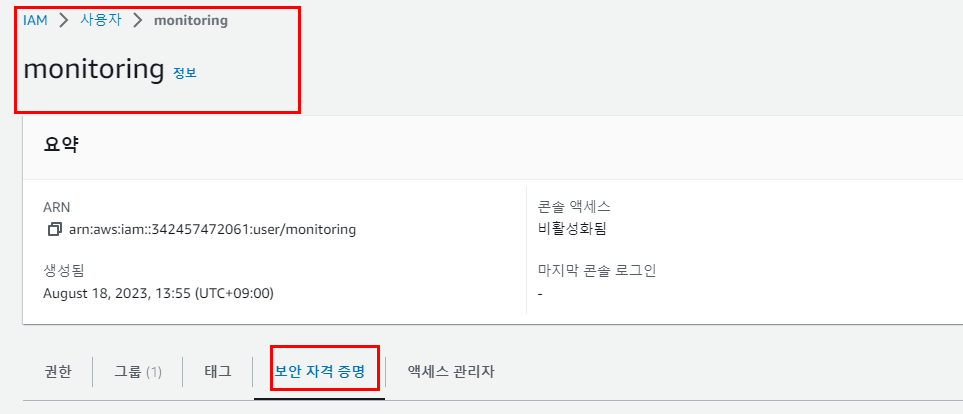 IAM > 사용자 > monitoring
monitoring 정보
요약
ARN
arn:aws:iam::342457472061:user/monitoring
생성됨
August 18, 2023, 13:55 (UTC+09:00)
콘솔 액세스
비활성화됨
마지막 콘솔 로그인
-
권한 그룹 (1) 태그 보안 자격 증명 액세스 관리자